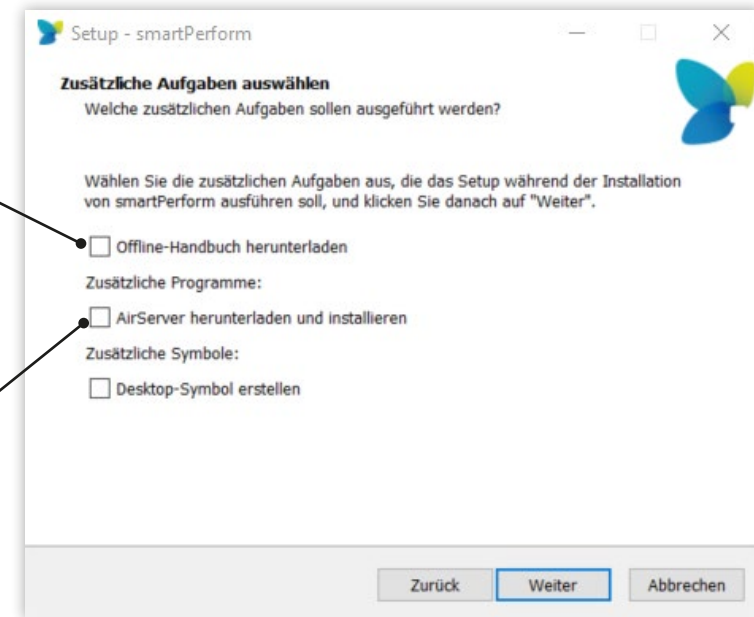 Setup - smartPerform
Zusätzliche Aufgaben auswählen
Welche zusätzlichen Aufgaben sollen ausgeführt werden?
Wählen Sie die zusätzlichen Aufgaben aus, die das Setup während der Installation
von smartPerform ausführen soll, und klicken Sie danach auf "Weiter".
Offline-Handbuch herunterladen
Zusätzliche Programme:
AirServer herunterladen und installieren
Zusätzliche Symbole:
Desktop-Symbol erstellen
Zurück Weiter Abbrechen